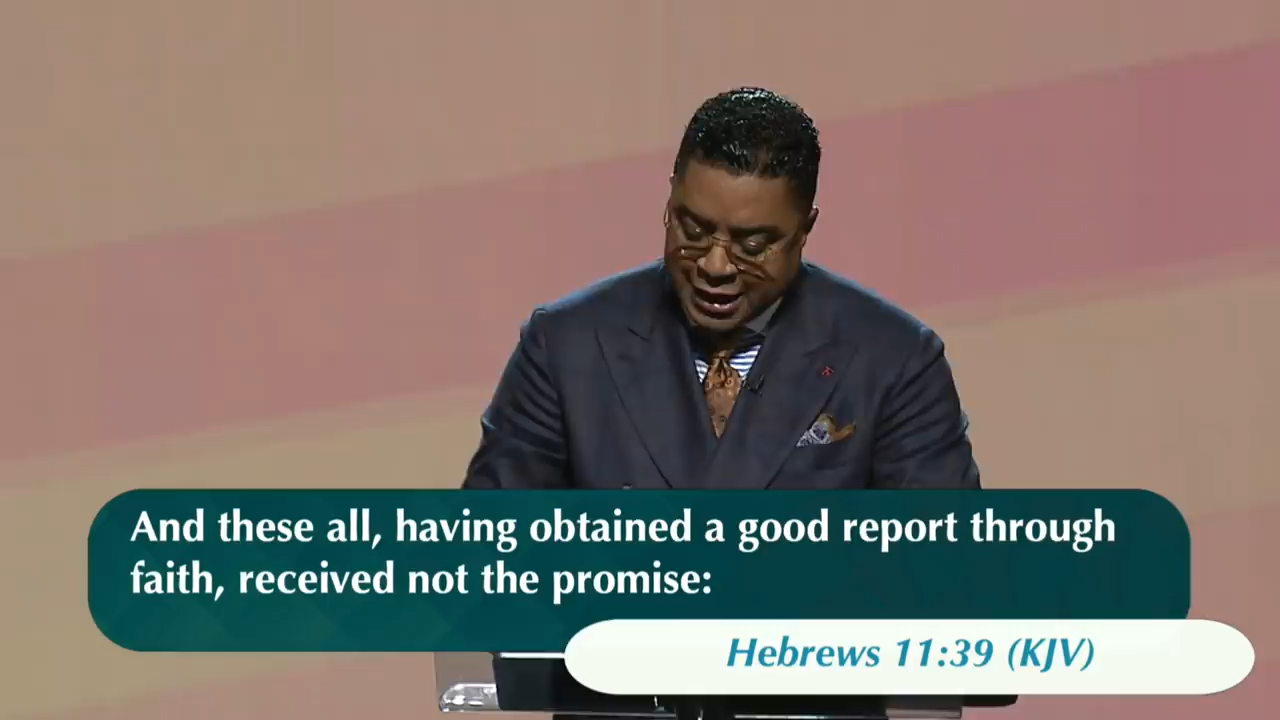 And these all, having obtained a good report through
faith, received not the promise:
Hebrews 11:39 (KJV)